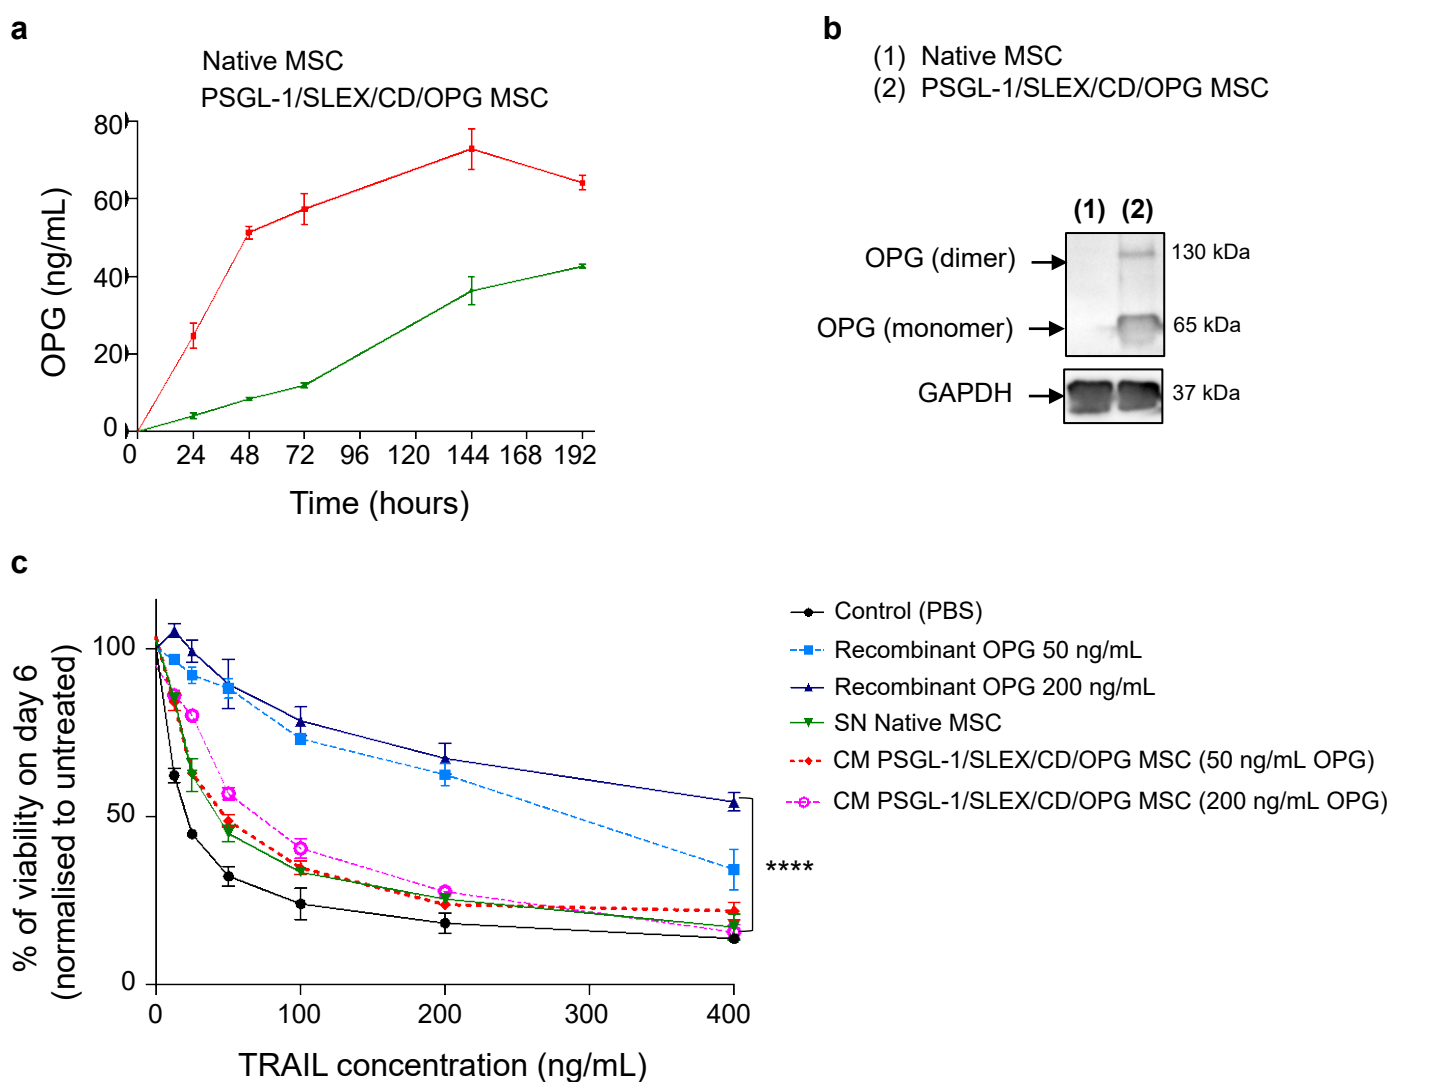 a
Native MSC
PSGL-1/SLEX/CD/OPG MSC
80
60
40
20
0
OPG (ng/mL)
0 24 48 72 96 120 144 168 192
Time (hours)
b
(1) Native MSC
(2) PSGL-1/SLEX/CD/OPG MSC
(1) (2)
OPG (dimer) 130 kDa
OPG (monomer) 65 kDa
GAPDH 37 kDa
c
100
50
0
% of viability on day 6
(normalised to untreated)
0 100 200 300 400
TRAIL concentration (ng/mL)
****
Control (PBS)
Recombinant OPG 50 ng/mL
Recombinant OPG 200 ng/mL
SN Native MSC
CM PSGL-1/SLEX/CD/OPG MSC (50 ng/mL OPG)
CM PSGL-1/SLEX/CD/OPG MSC (200 ng/mL OPG)